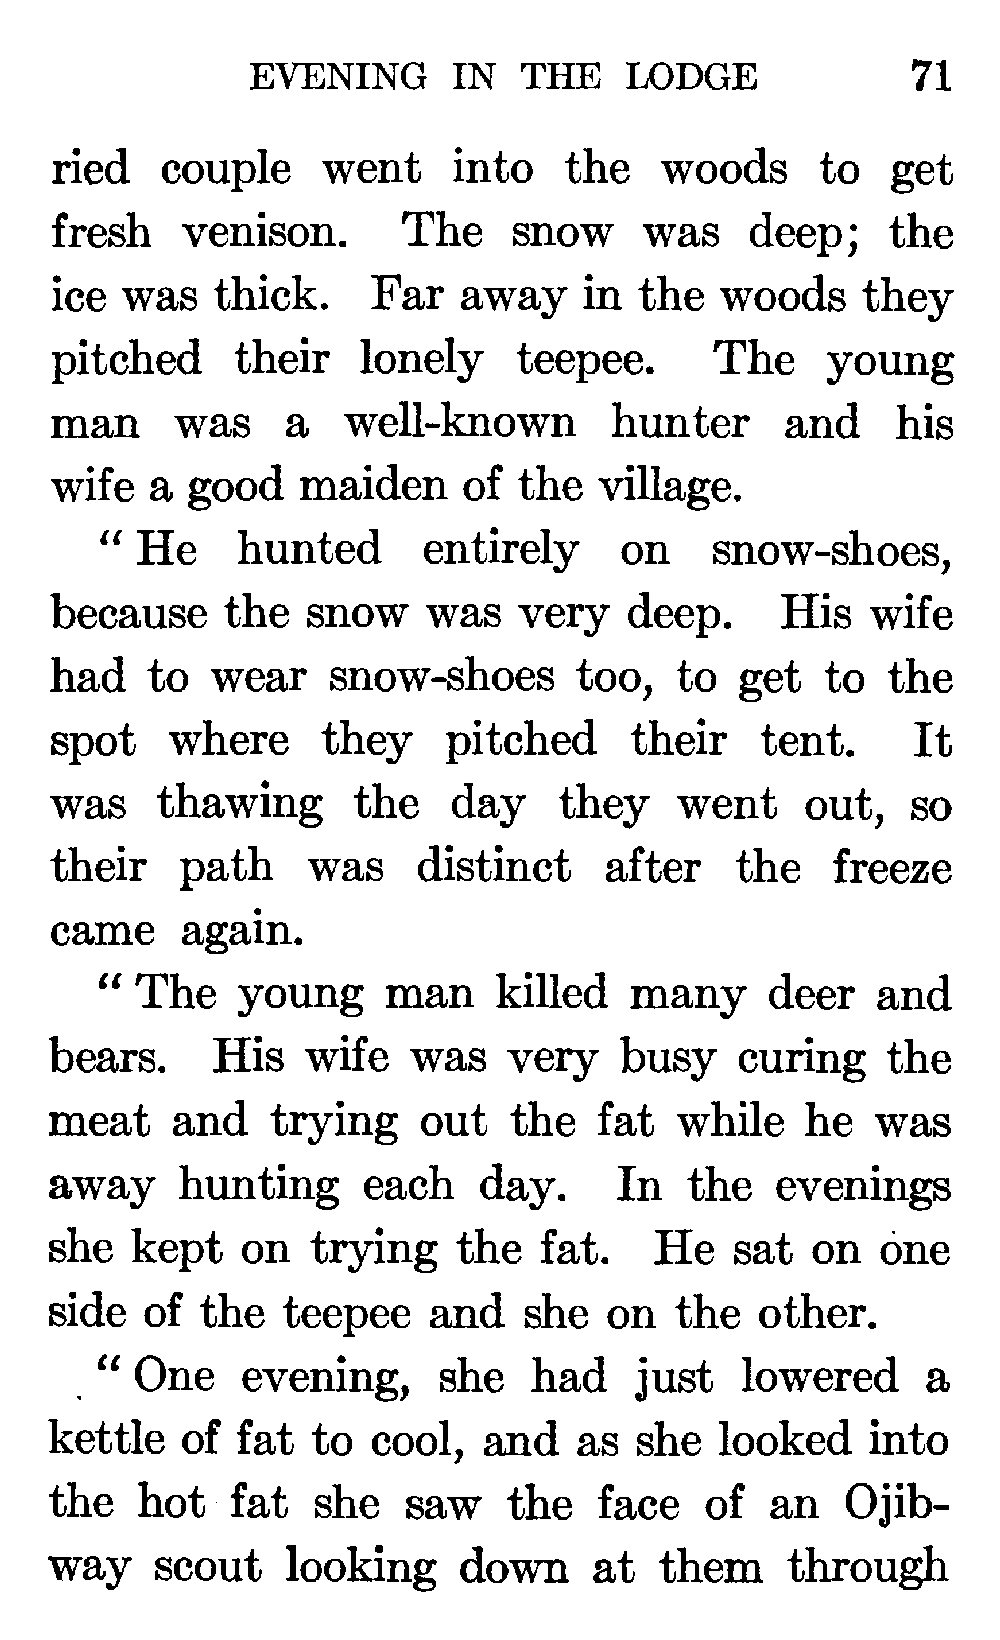 EVENING IN THE LODGE 71
ried couple went into the woods to get
fresh venison. The snow was deep; the
ice was thick. Far away in the woods they
pitched their lonely teepee. The young
man was a well-known hunter and his
wife a good maiden of the village.
“ He hunted entirely on snow-shoes,
because the snow was very deep. His wife
had to wear snow-shoes too, to get to the
spot where they pitched their tent. It
was thawing the day they went out, so
their path was distinct after the freeze
came again.
“ The young man killed many deer and
bears. His wife was very busy curing the
meat and trying out the fat while he was
away hunting each day. In the evenings
she kept on trying the fat. He sat on one
side of the teepee and she on the other.
“ One evening, she had just lowered a
kettle of fat to cool, and as she looked into
the hot fat she saw the face of an Ojib-
way scout looking down at them through